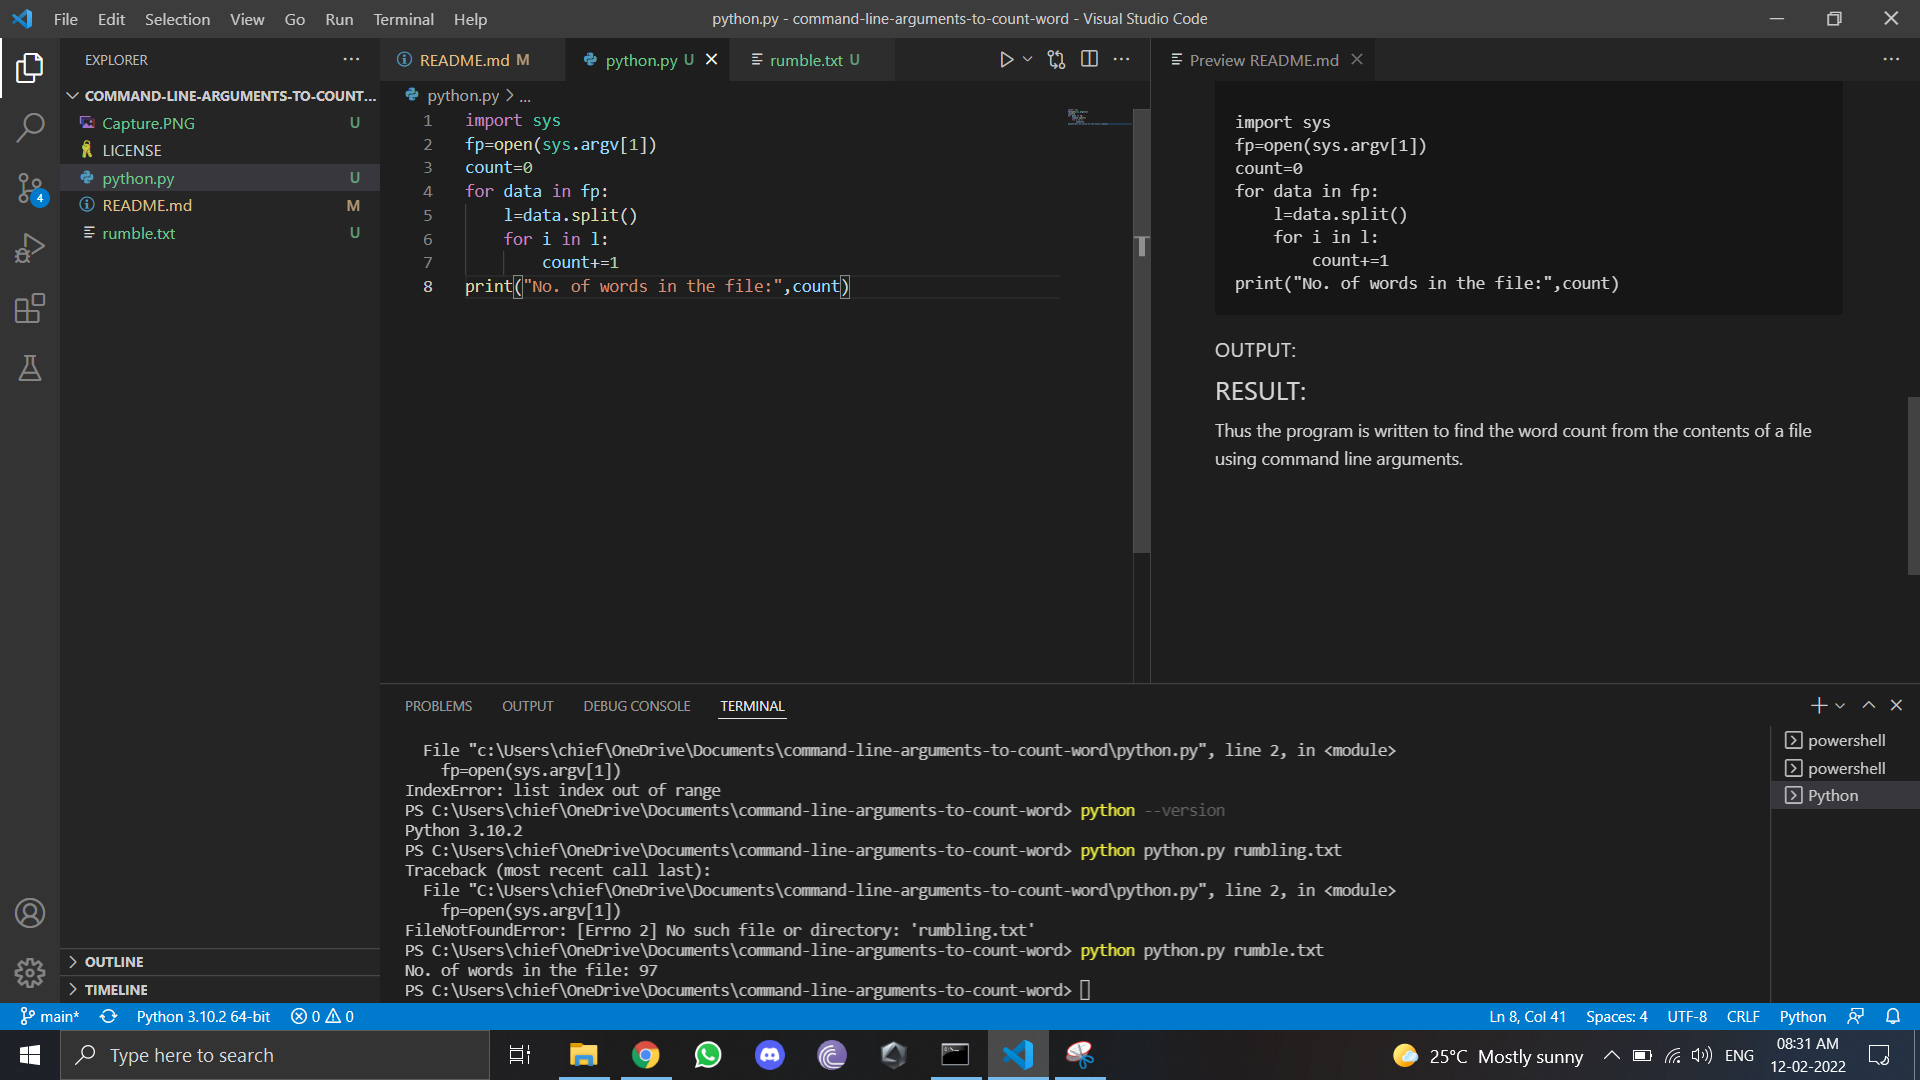 File Edit Selection View Go Run Terminal Help
python.py - command-line-arguments-to-count-word - Visual Studio Code
EXPLORER
COMMAND-LINE-ARGUMENTS-TO-COUNT...
Capture.PNG U
LICENSE
python.py U
README.md M
rumble.txt U
4
OUTLINE
TIMELINE
README.md M
python.py U
rumble.txt U
python.py > ...
1 import sys
2 fp=open(sys.argv[1])
3 count=0
4 for data in fp:
5 l=data.split()
6 for i in l:
7 count+=1
8 print("No. of words in the file:",count)
Preview README.md
import sys
fp=open(sys.argv[1])
count=0
for data in fp:
l=data.split()
for i in l:
count+=1
print("No. of words in the file:",count)
OUTPUT:
RESULT:
Thus the program is written to find the word count from the contents of a file
using command line arguments.
PROBLEMS OUTPUT DEBUG CONSOLE TERMINAL
File "c:\Users\chief\OneDrive\Documents\command-line-arguments-to-count-word\python.py", line 2, in <module>
fp=open(sys.argv[1])
IndexError: list index out of range
PS C:\Users\chief\OneDrive\Documents\command-line-arguments-to-count-word> python --version
Python 3.10.2
PS C:\Users\chief\OneDrive\Documents\command-line-arguments-to-count-word> python python.py rumbling.txt
Traceback (most recent call last):
File "C:\Users\chief\OneDrive\Documents\command-line-arguments-to-count-word\python.py", line 2, in <module>
fp=open(sys.argv[1])
FileNotFoundError: [Errno 2] No such file or directory: 'rumbling.txt'
PS C:\Users\chief\OneDrive\Documents\command-line-arguments-to-count-word> python python.py rumble.txt
No. of words in the file: 97
PS C:\Users\chief\OneDrive\Documents\command-line-arguments-to-count-word>
powershell
powershell
Python
main* Python 3.10.2 64-bit 0 0
Ln 8, Col 41 Spaces: 4 UTF-8 CRLF Python
Type here to search
25°C Mostly sunny ENG
08:31 AM
12-02-2022